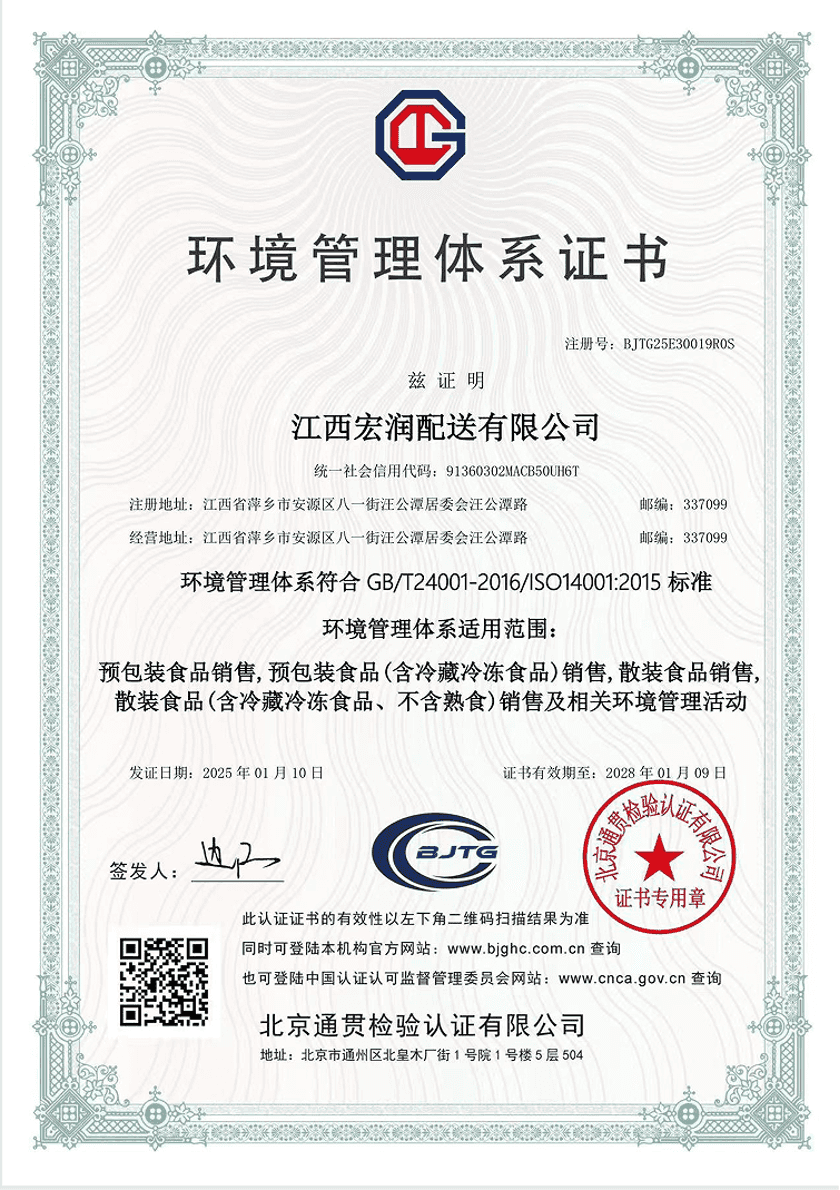 环境管理体系证书
注册号：BJTG25E30019R0S
兹证明
江西宏润配送有限公司
统一社会信用代码：91360302MACB50UH6T
注册地址：江西省萍乡市安源区八一街汪公潭居委会汪公潭路 邮编：337099
经营地址：江西省萍乡市安源区八一街汪公潭居委会汪公潭路 邮编：337099
环境管理体系符合 GB/T24001-2016/ISO14001:2015 标准
环境管理体系适用范围：
预包装食品销售,预包装食品(含冷藏冷冻食品)销售,散装食品销售,
散装食品(含冷藏冷冻食品、不含熟食)销售及相关环境管理活动
发证日期：2025 年 01 月 10 日 证书有效期至：2028 年 01 月 09 日
签发人：
BJTG
北京通贯检验认证有限公司
证书专用章
此认证证书的有效性以左下角二维码扫描结果为准
同时可登陆本机构官方网站：www.bjghc.com.cn 查询
也可登陆中国认证认可监督管理委员会网站：www.cnca.gov.cn 查询
北京通贯检验认证有限公司
地址：北京市通州区北皇木厂街 1 号院 1 号楼 5 层 504